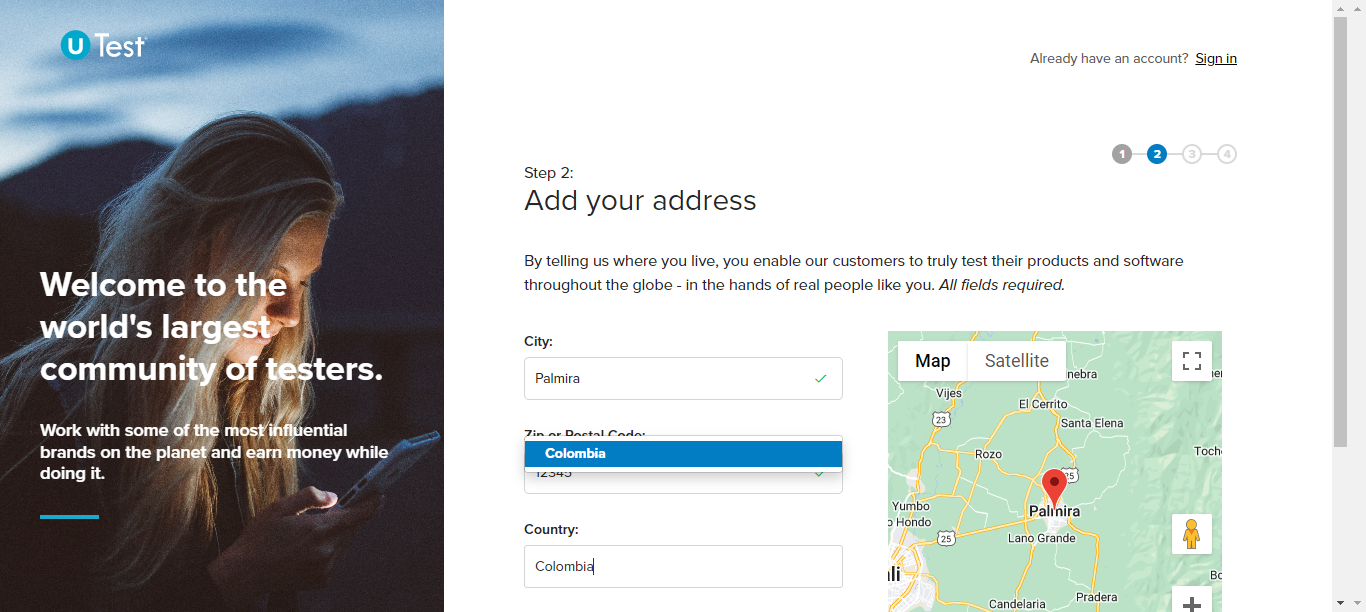 U Test
Already have an account? Sign in
1 2 3 4
Step 2:
Add your address
By telling us where you live, you enable our customers to truly test their products and software
throughout the globe - in the hands of real people like you. All fields required.
Welcome to the
world's largest
community of testers.
Work with some of the most influential
brands on the planet and earn money while
doing it.
City:
Palmira
Zip or Postal Code:
Colombia
12345
Country:
Colombia
Map Satellite
Vijes
El Cerrito
23
Santa Elena
Rozo
25
Yumbo
Palmira
25
Lano Grande
Pradera
Candelaria